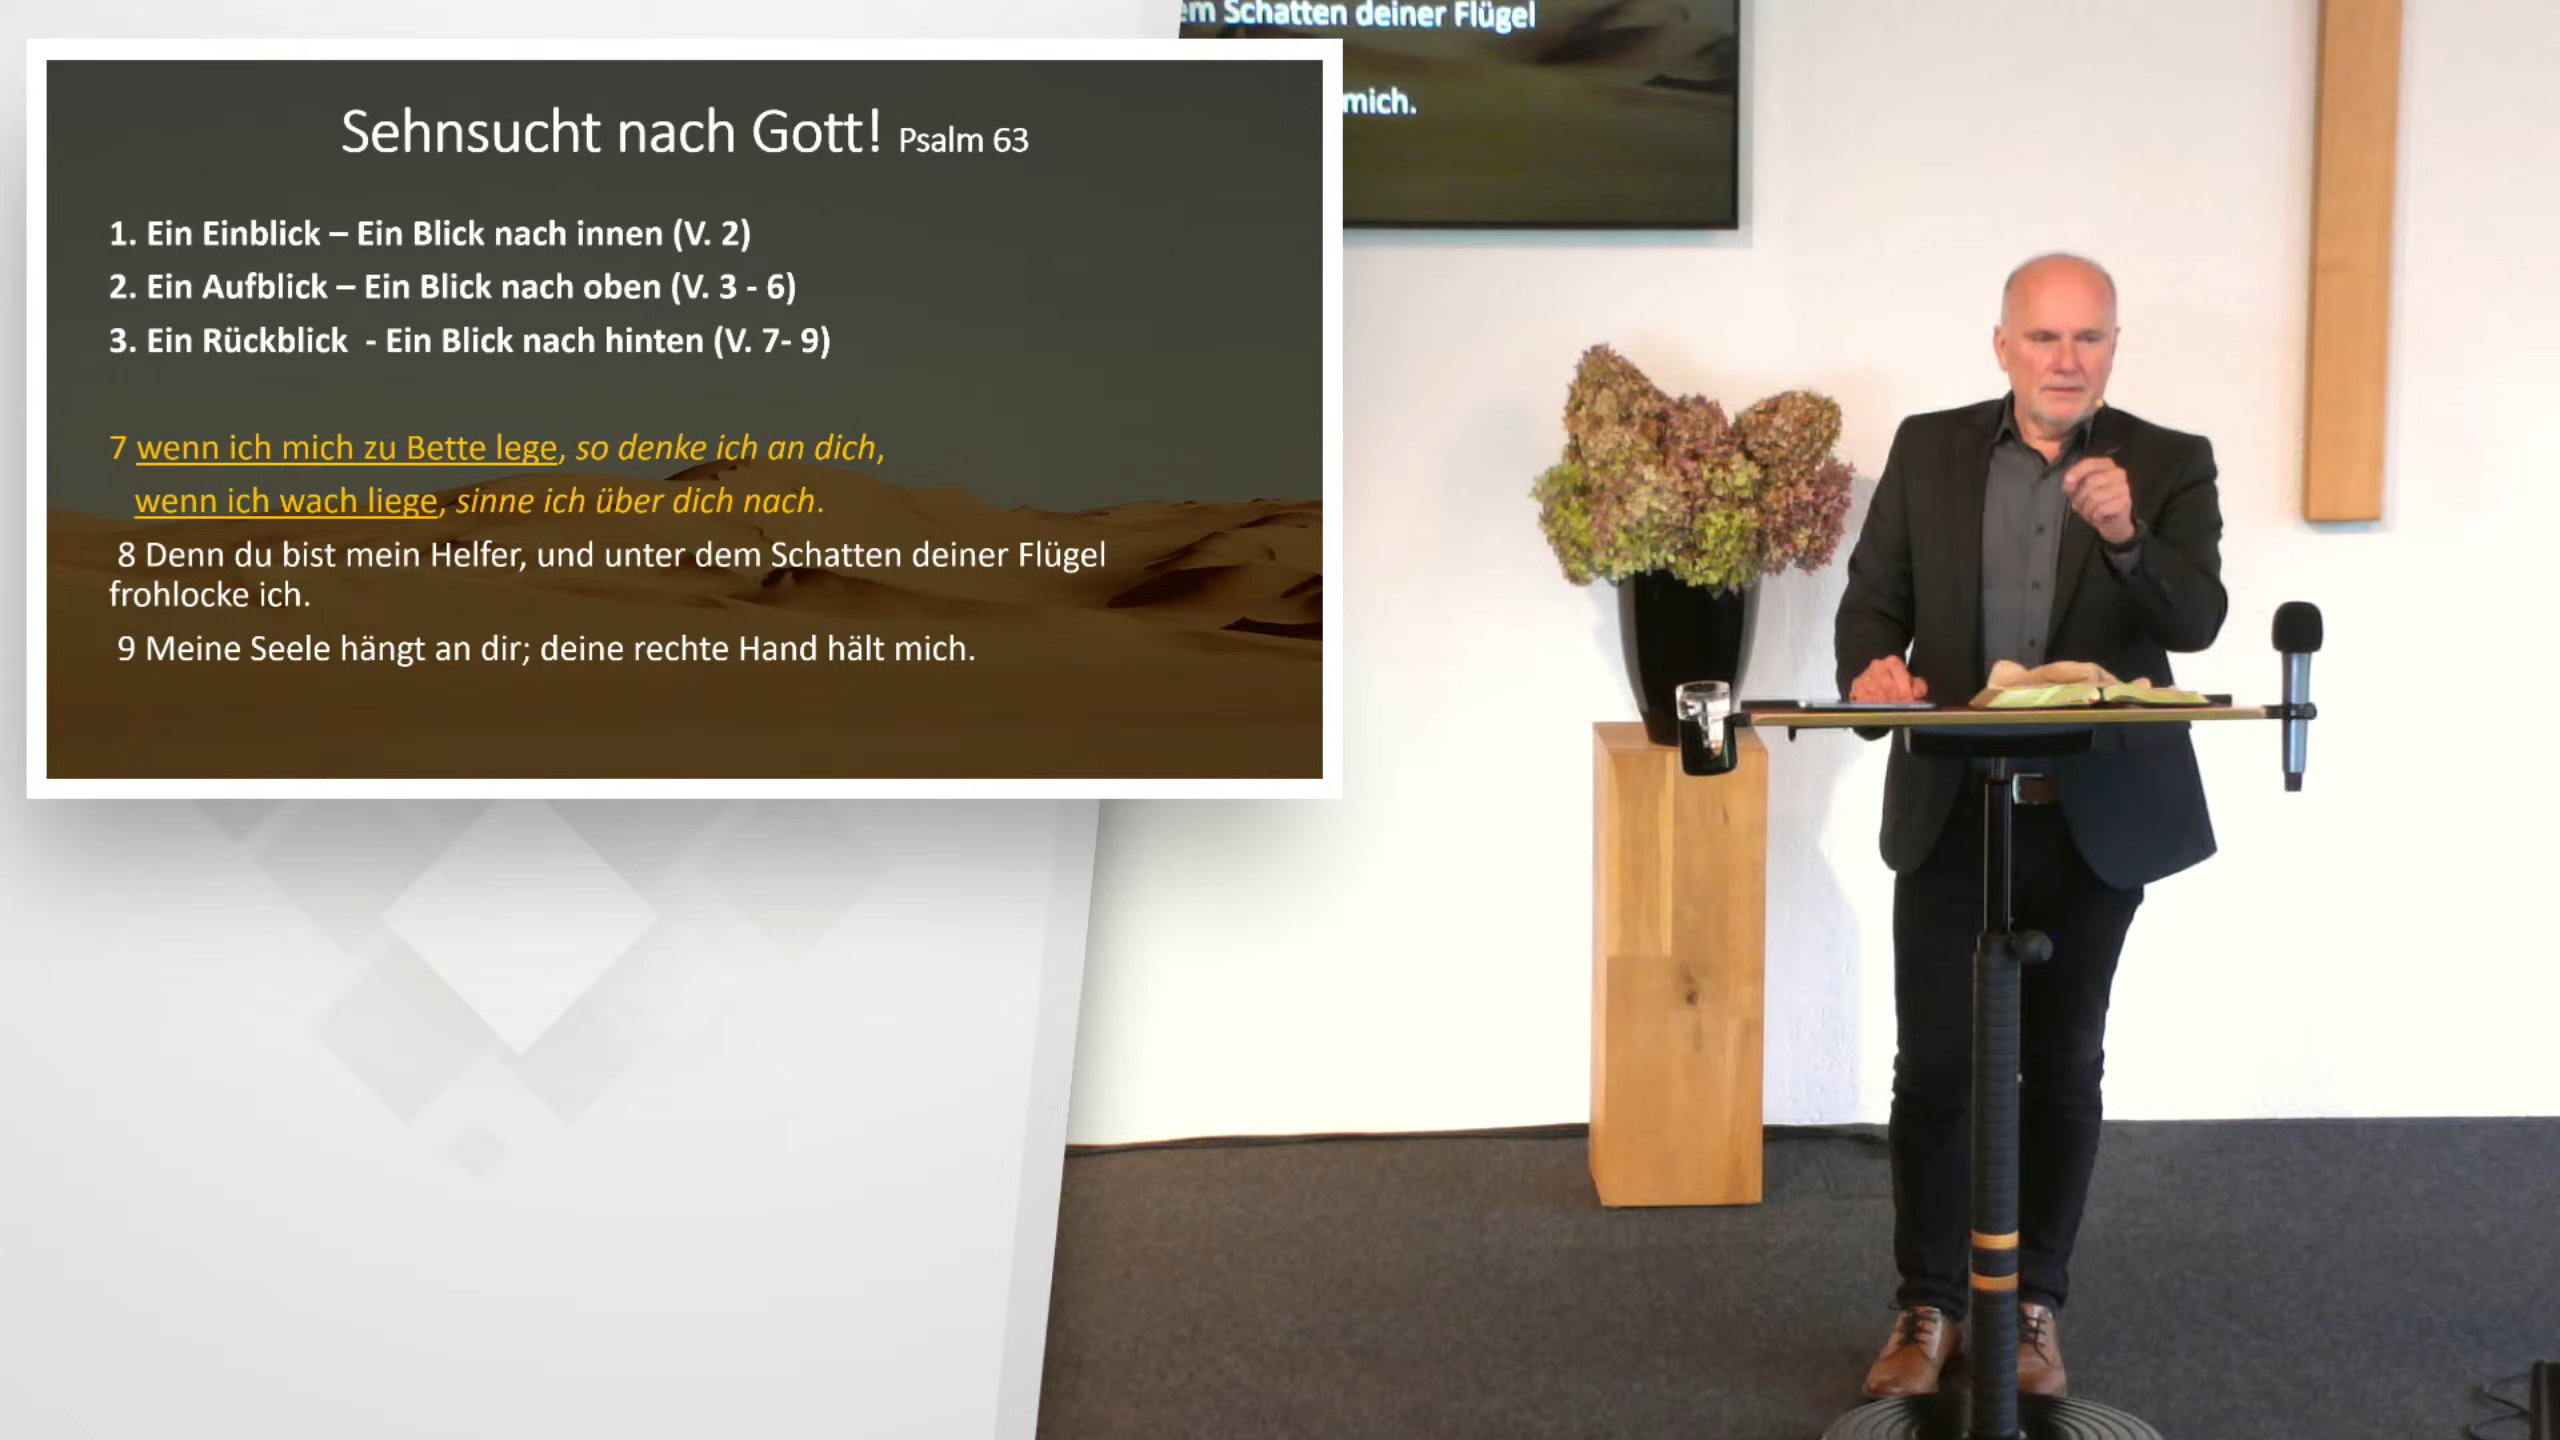 em Schatten deiner Flügel
mich.
Sehnsucht nach Gott! Psalm 63
1. Ein Einblick – Ein Blick nach innen (V. 2)
2. Ein Aufblick – Ein Blick nach oben (V. 3 - 6)
3. Ein Rückblick  - Ein Blick nach hinten (V. 7- 9)
7 wenn ich mich zu Bette lege, so denke ich an dich,
wenn ich wach liege, sinne ich über dich nach.
8 Denn du bist mein Helfer, und unter dem Schatten deiner Flügel
frohlocke ich.
9 Meine Seele hängt an dir; deine rechte Hand hält mich.